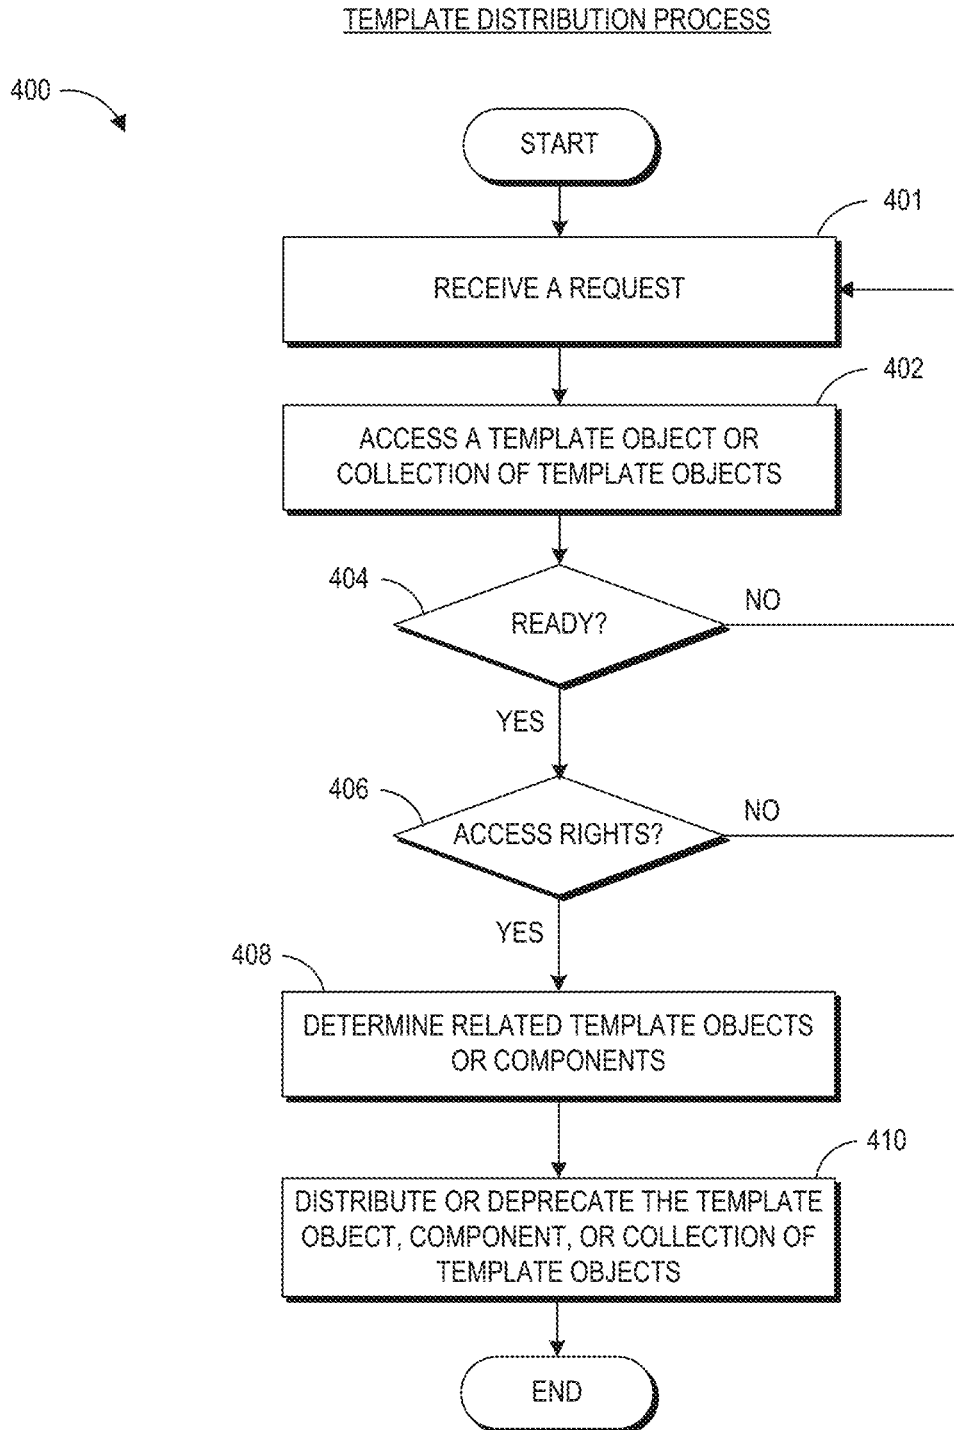 TEMPLATE DISTRIBUTION PROCESS
400
START
401
RECEIVE A REQUEST
402
ACCESS A TEMPLATE OBJECT OR
COLLECTION OF TEMPLATE OBJECTS
404
READY?
NO
YES
406
ACCESS RIGHTS?
NO
YES
408
DETERMINE RELATED TEMPLATE OBJECTS
OR COMPONENTS
410
DISTRIBUTE OR DEPRECATE THE TEMPLATE
OBJECT, COMPONENT, OR COLLECTION OF
TEMPLATE OBJECTS
END